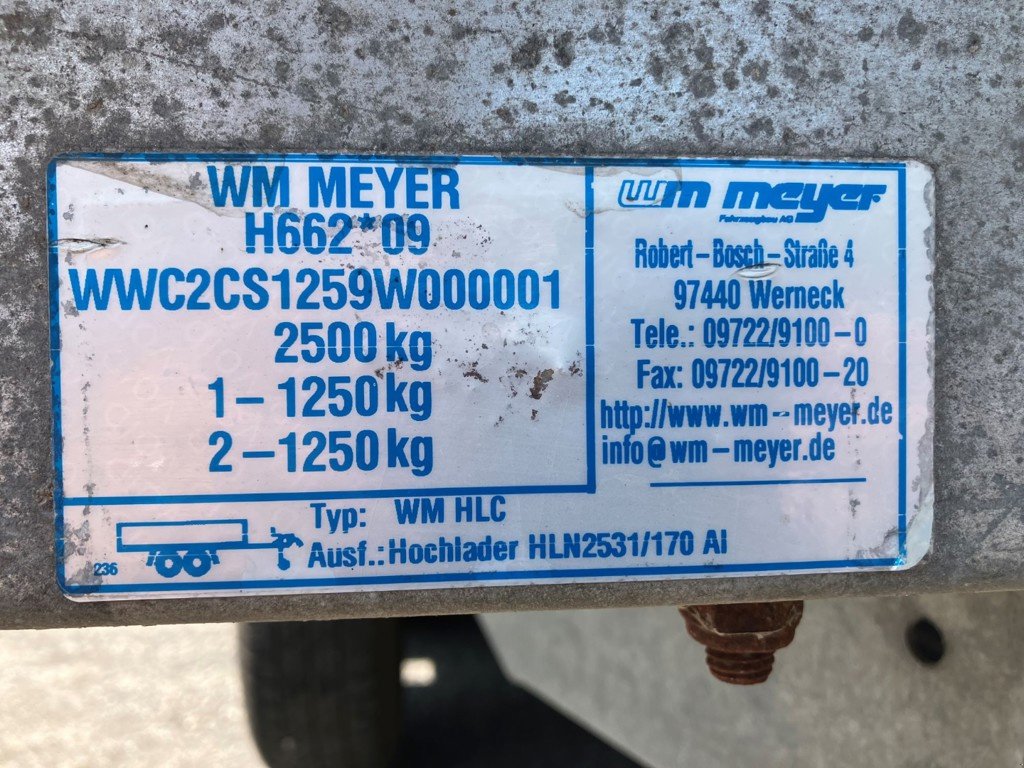 WM MEYER
H662*09
WWC2CS1259W000001
2500 kg
1 – 1250 kg
2 – 1250 kg
wm meyer
Fahrzeugbau AG
Robert – Bosch – Straße 4
97440 Werneck
Tele.: 09722/9100 – 0
Fax: 09722/9100 – 20
http://www.wm – meyer.de
info@wm – meyer.de
236
Typ: WM HLC
Ausf.: Hochlader HLN2531/170 Al